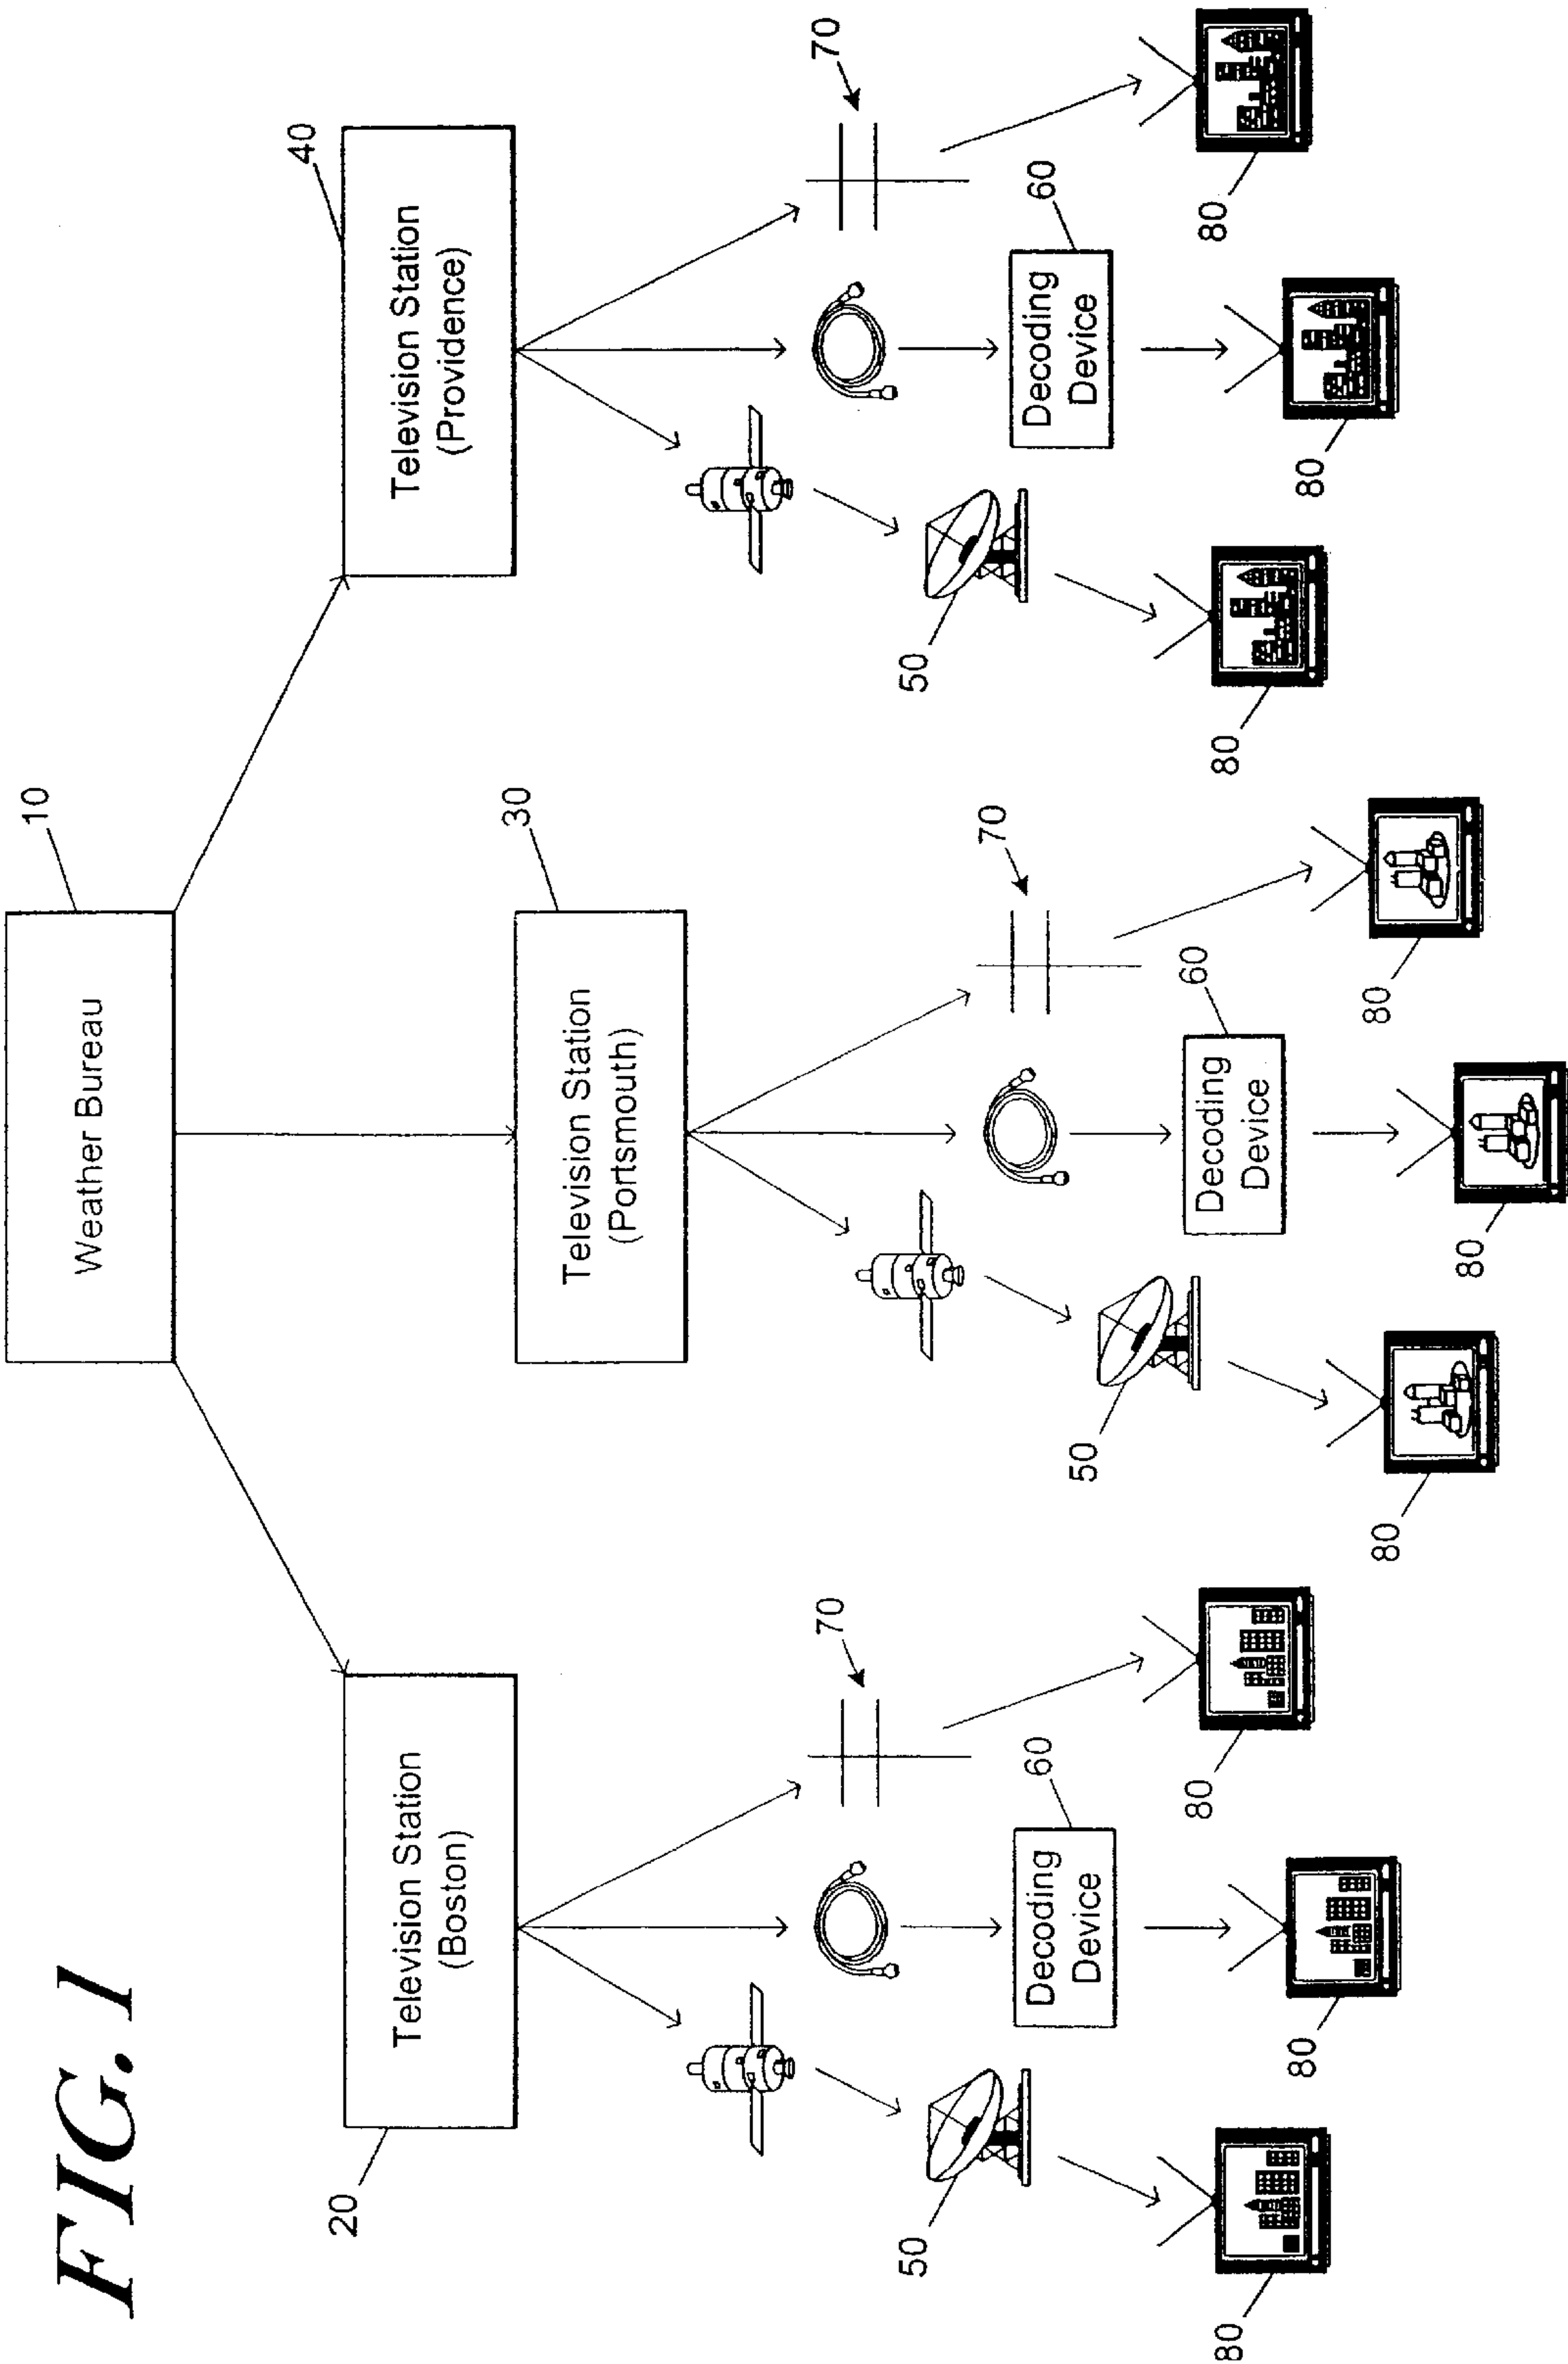 FIG. 1
Weather Bureau
10
Television Station
(Boston)
20
Television Station
(Portsmouth)
30
Television Station
(Providence)
40
50
Decoding
Device
60
70
80
80
80
50
Decoding
Device
60
70
80
80
80
50
Decoding
Device
60
70
80
80
80